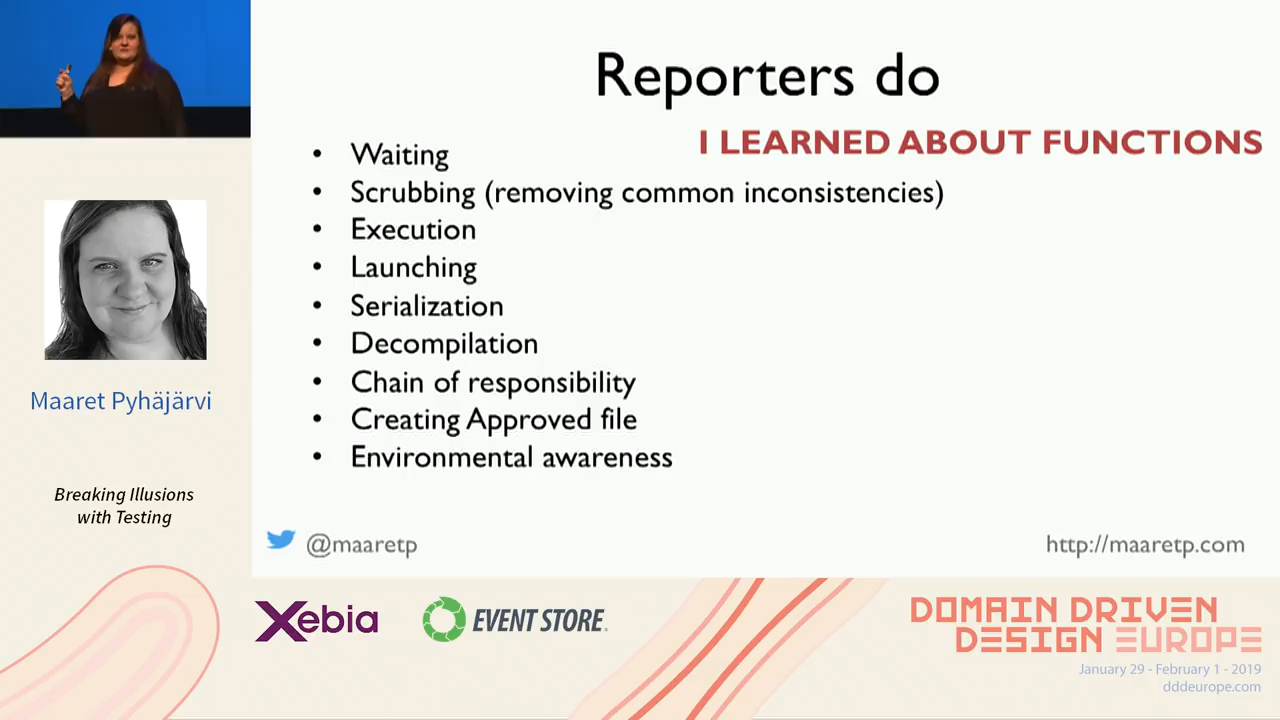 Reporters do
I LEARNED ABOUT FUNCTIONS
• Waiting
• Scrubbing (removing common inconsistencies)
• Execution
• Launching
• Serialization
• Decompilation
• Chain of responsibility
• Creating Approved file
• Environmental awareness
@maaretp
http://maaretp.com
Maaret Pyhäjärvi
Breaking Illusions
with Testing
Xebia
EVENT STORE.
DOMAIN DRIVEN
DESIGN EUROPE
January 29 - February 1 - 2019
dddeurope.com